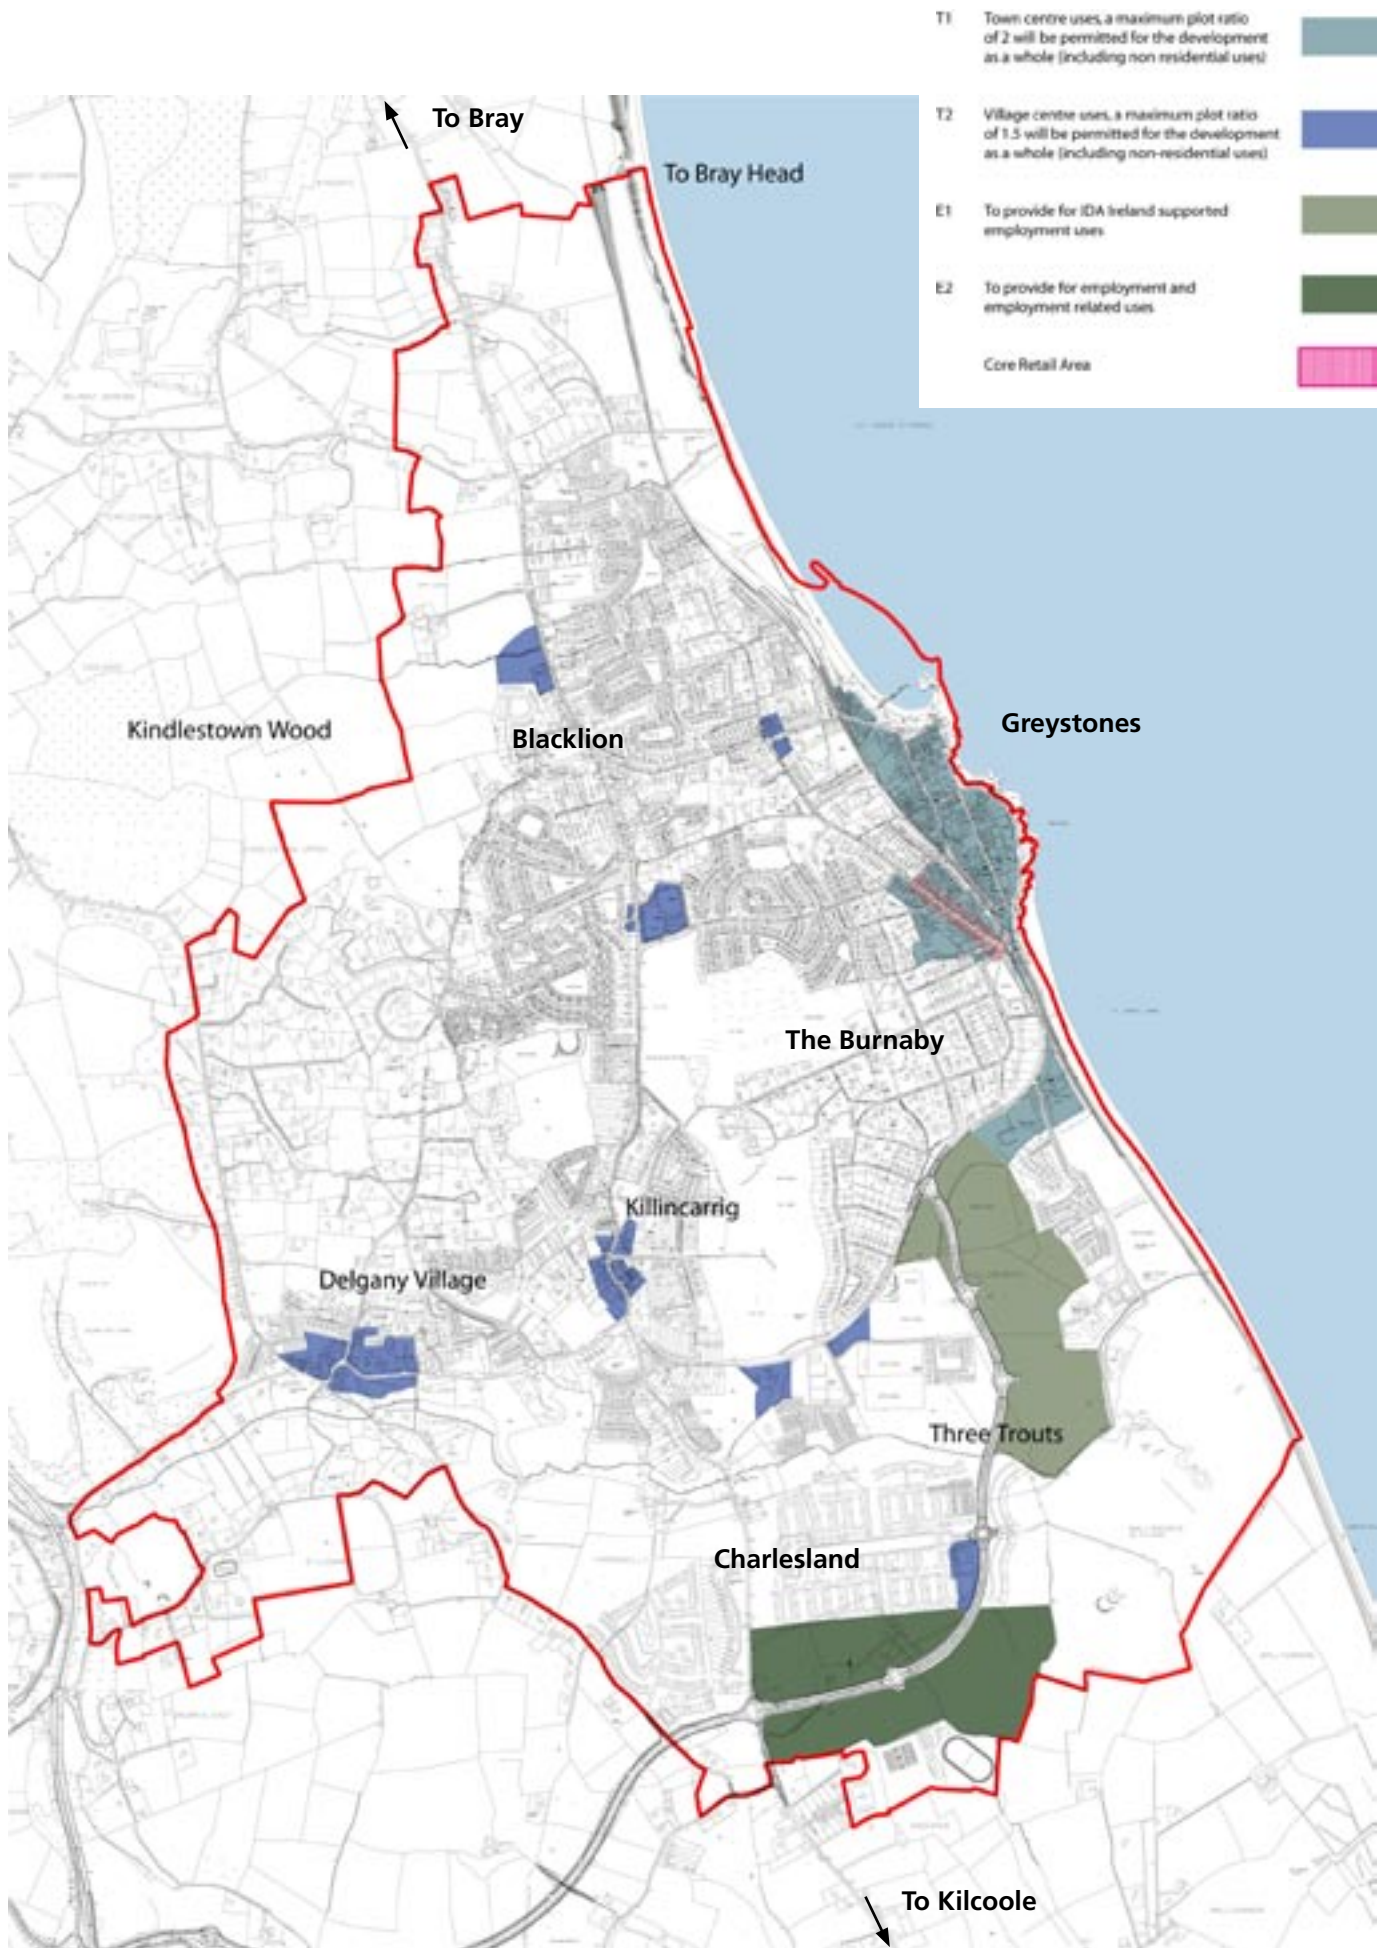 T1 Town centre uses, a maximum plot ratio
of 2 will be permitted for the development
as a whole (including non residential uses)
T2 Village centre uses, a maximum plot ratio
of 1.5 will be permitted for the development
as a whole (including non-residential uses)
E1 To provide for IDA Ireland supported
employment uses
E2 To provide for employment and
employment related uses
Core Retail Area
To Bray
To Bray Head
Kindlestown Wood
Blacklion
Greystones
The Burnaby
Killincarrig
Delgany Village
Three Trouts
Charlesland
To Kilcoole